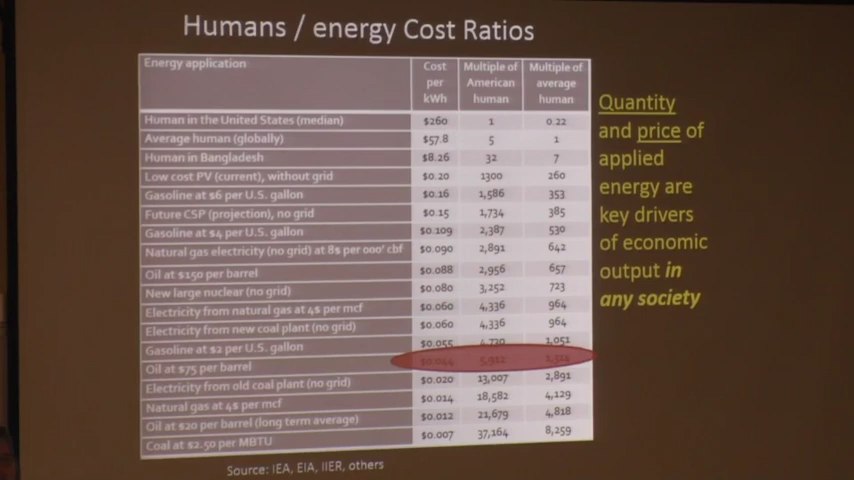 Humans / energy Cost Ratios
Energy application Cost per kWh Multiple of American human Multiple of average human
Human in the United States (median) $260 1 0.22
Average human (globally) $57.8 5 1
Human in Bangladesh $8.26 32 7
Low cost PV (current), without grid $0.20 1300 260
Gasoline at $6 per U.S. gallon $0.16 1,586 353
Future CSP (projection), no grid $0.15 1,734 385
Gasoline at $4 per U.S. gallon $0.109 2,387 530
Natural gas electricity (no grid) at 8$ per 000' cbf $0.090 2,891 642
Oil at $150 per barrel $0.088 2,956 657
New large nuclear (no grid) $0.080 3,252 723
Electricity from natural gas at 4$ per mcf $0.060 4,336 964
Electricity from new coal plant (no grid) $0.060 4,336 964
Gasoline at $2 per U.S. gallon $0.055 4,730 1,051
Oil at $75 per barrel 5,912
Electricity from old coal plant (no grid) $0.020 13,007 2,891
Natural gas at 4$ per mcf $0.014 18,582 4,129
Oil at $20 per barrel (long term average) $0.012 21,679 4,818
Coal at $2.50 per MBTU $0.007 37,164 8,259
Source: IEA, EIA, IIER, others
Quantity
and price of
applied
energy are
key drivers
of economic
output in
any society